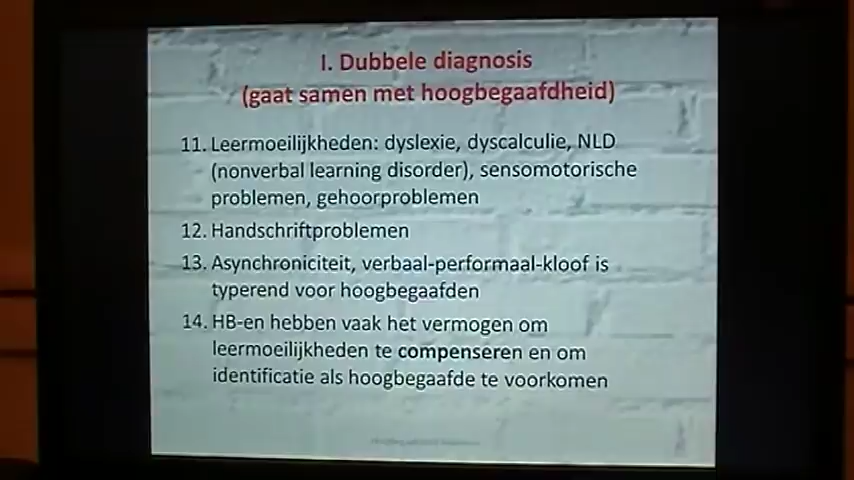 I. Dubbele diagnosis
(gaat samen met hoogbegaafdheid)
11. Leermoeilijkheden: dyslexie, dyscalculie, NLD
(nonverbal learning disorder), sensomotorische
problemen, gehoorproblemen
12. Handschriftproblemen
13. Asynchroniciteit, verbaal-performaal-kloof is
typerend voor hoogbegaafden
14. HB-en hebben vaak het vermogen om
leermoeilijkheden te compenseren en om
identificatie als hoogbegaafde te voorkomen